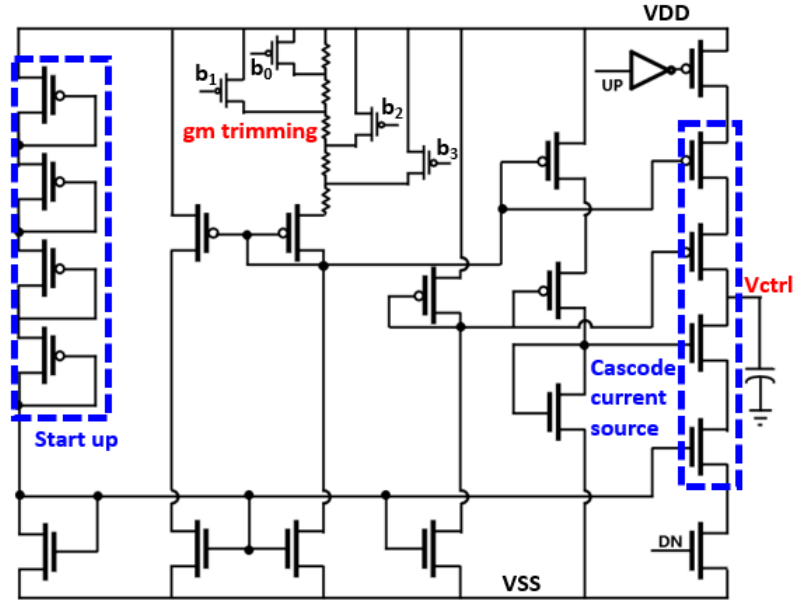 VDD
b0
b1
UP
b2
gm trimming
b3
Vctrl
Cascode
current
source
Start up
DN
VSS